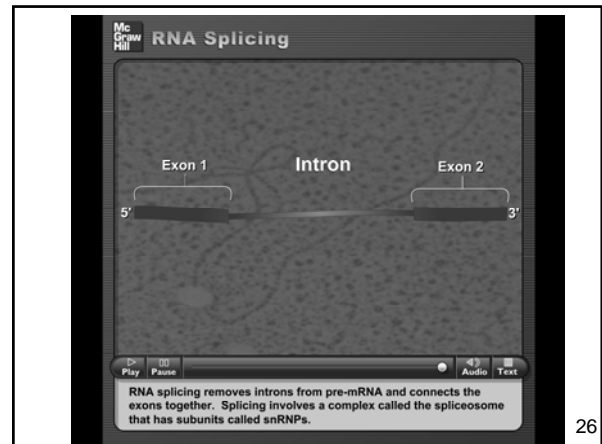 Mc
Graw
Hill
RNA Splicing
Intron
Exon 1
Exon 2
5'
3'
Play
Pause
Audio
Text
RNA splicing removes introns from pre-mRNA and connects the
exons together. Splicing involves a complex called the spliceosome
that has subunits called snRNPs.
26